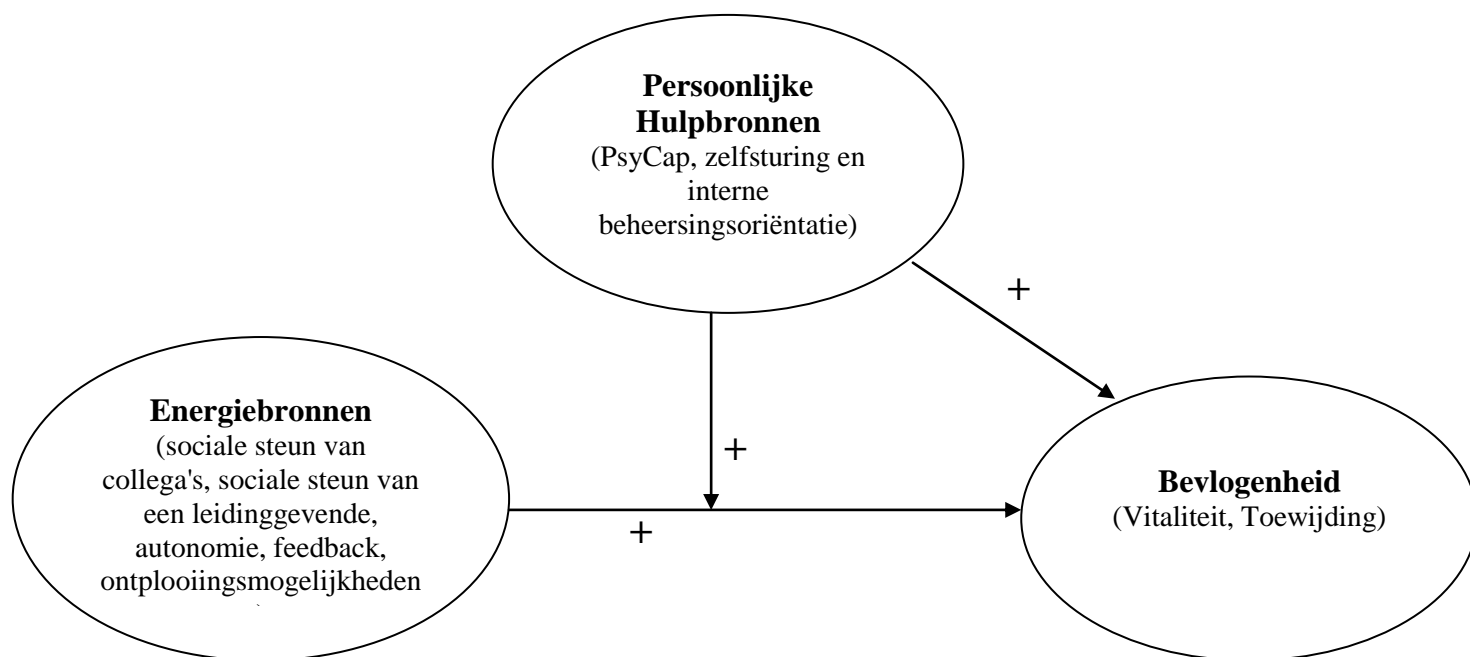 Persoonlijke
Hulpbronnen
(PsyCap, zelfsturing en
interne
beheersingsoriëntatie)
+
Energiebronnen
(sociale steun van
collega's, sociale steun van
een leidinggevende,
autonomie, feedback,
ontplooiingsmogelijkheden
+
+
Bevlogenheid
(Vitaliteit, Toewijding)